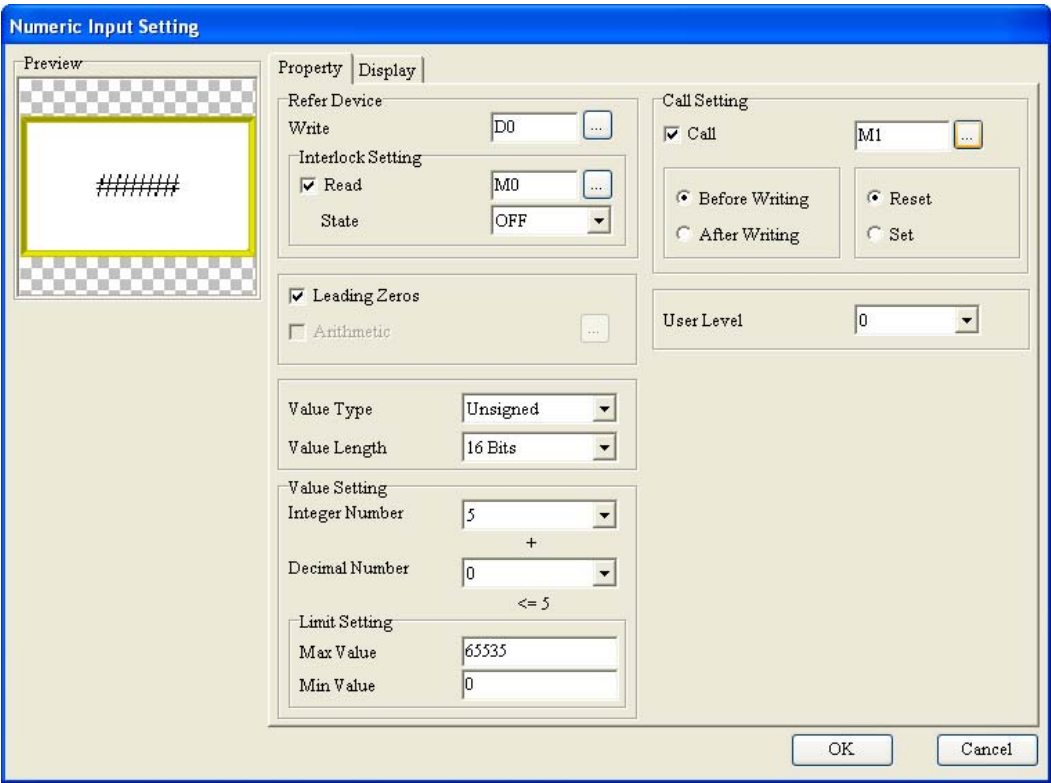 Numeric Input Setting
Preview
######
Property Display
Refer Device
Write D0 ...
Interlock Setting
Read M0 ...
State OFF
Leading Zeros
Arithmetic ...
Value Type Unsigned
Value Length 16 Bits
Value Setting
Integer Number 5
+
Decimal Number 0
<= 5
Limit Setting
Max Value 65535
Min Value 0
Call Setting
Call M1 ...
Before Writing Reset
After Writing Set
User Level 0
OK Cancel